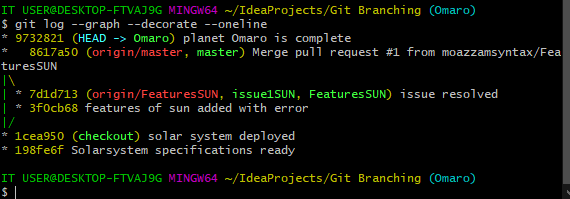 IT USER@DESKTOP-FTVAJ9G MINGW64 ~/IdeaProjects/Git Branching (Omaro)
$ git log --graph --decorate --oneline
* 9732821 (HEAD -> Omaro) planet Omaro is complete
*   8617a50 (origin/master, master) Merge pull request #1 from moazzamsyntax/Fea
turesSUN
|\
| * 7d1d713 (origin/FeaturesSUN, issue1SUN, FeaturesSUN) issue resolved
| * 3f0cb68 features of sun added with error
|/
* 1cea950 (checkout) solar system deployed
* 198fe6f Solarsystem specifications ready
IT USER@DESKTOP-FTVAJ9G MINGW64 ~/IdeaProjects/Git Branching (Omaro)
$